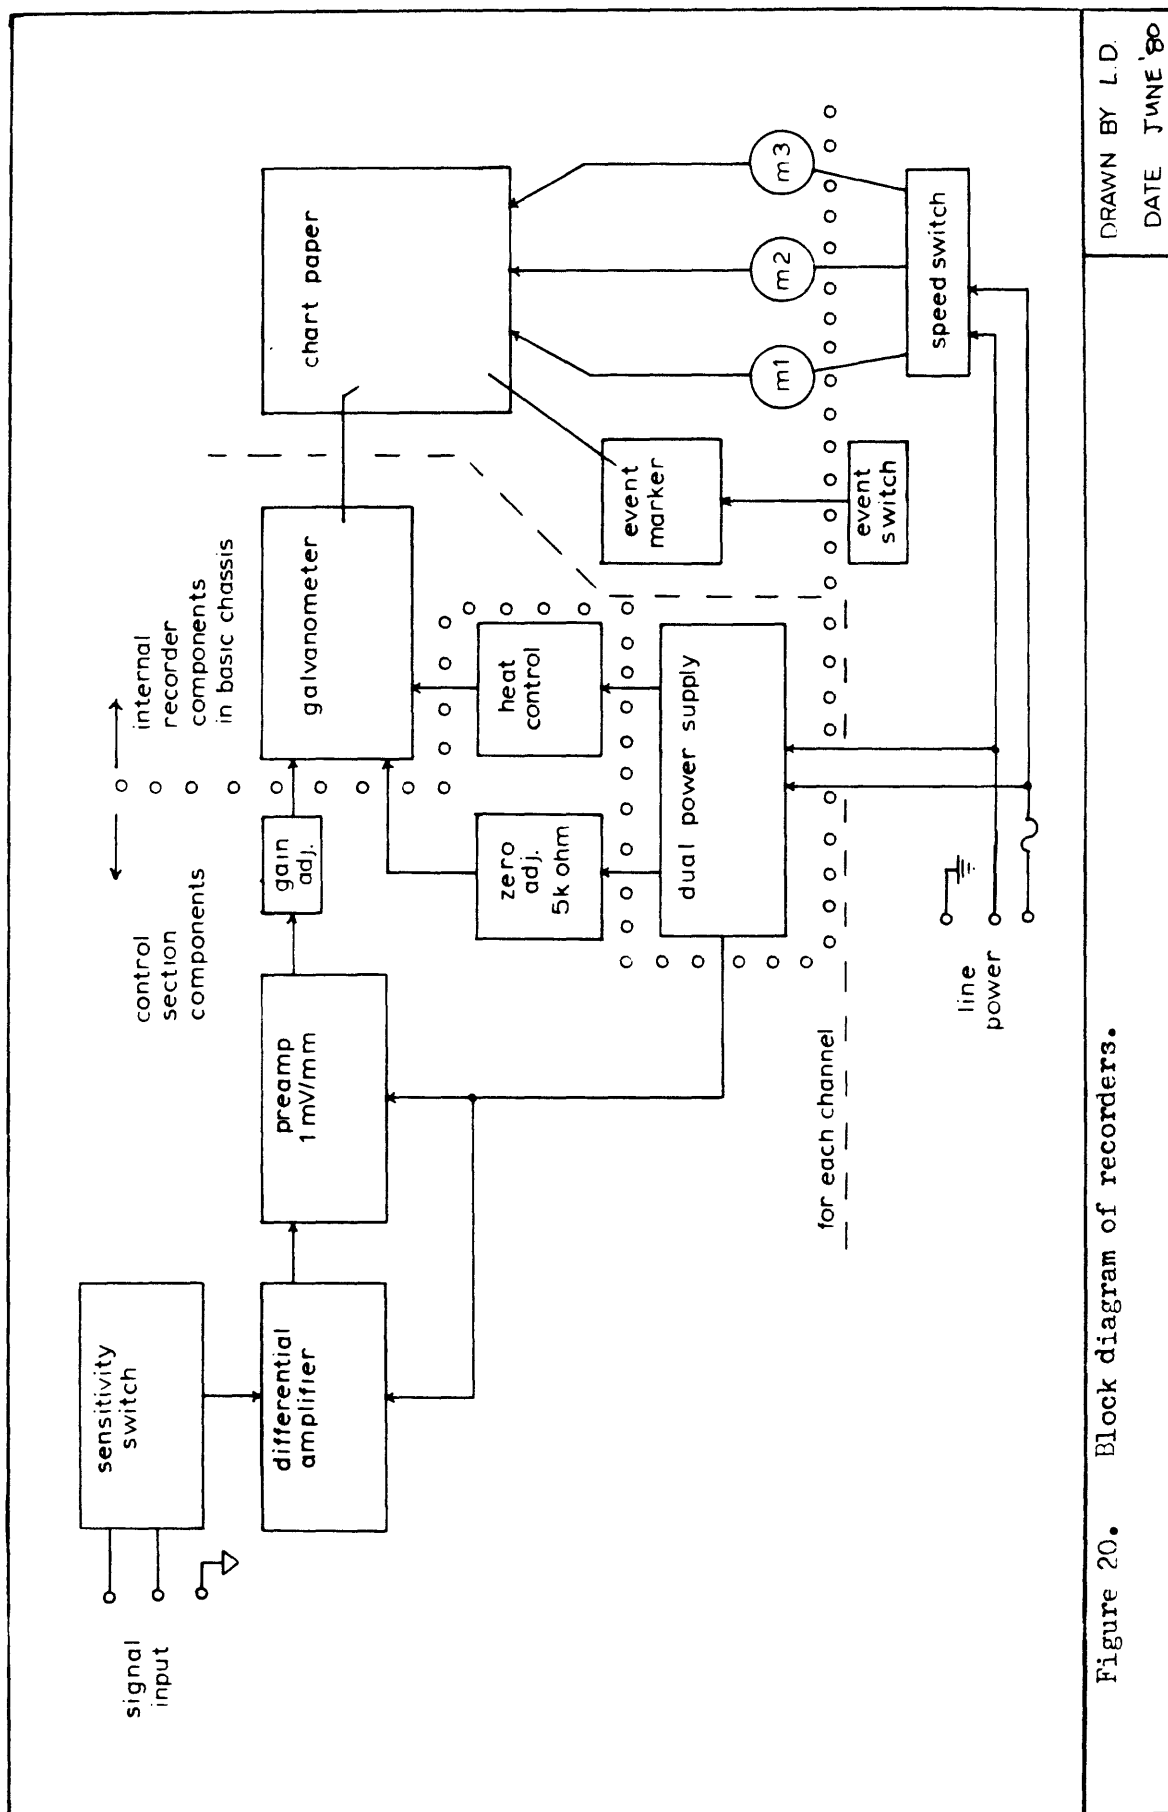 signal
input
sensitivity
switch
differential
amplifier
preamp
1 mV/mm
gain
adj.
control
section
components
internal
recorder
components
in basic chassis
galvanometer
zero
adj.
5k ohm
heat
control
dual power supply
for each channel
line
power
chart paper
event
marker
event
switch
m1
m2
m3
speed switch
Figure 20. Block diagram of recorders.
DRAWN BY L.D.
DATE JUNE '80